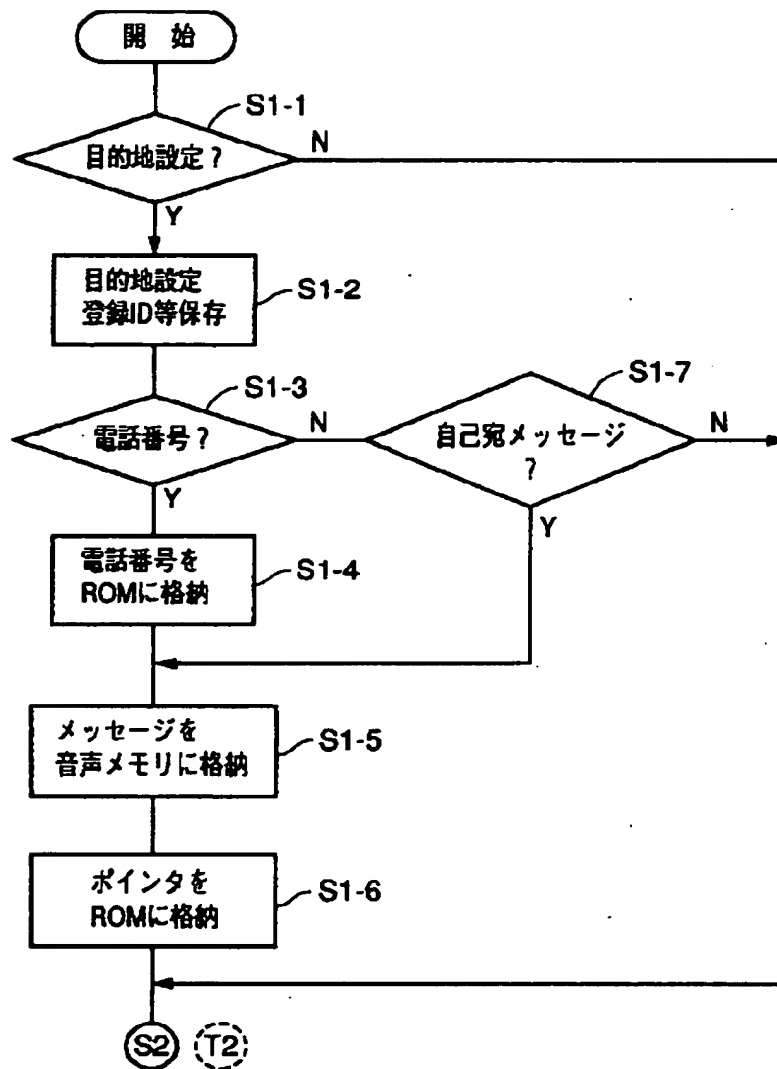 開 始
S1-1
目的地設定?
N
Y
目的地設定
登録ID等保存
S1-2
S1-3
電話番号?
N
Y
S1-7
自己宛メッセージ
?
N
Y
電話番号を
ROMに格納
S1-4
メッセージを
音声メモリに格納
S1-5
ポインタを
ROMに格納
S1-6
S2
T2